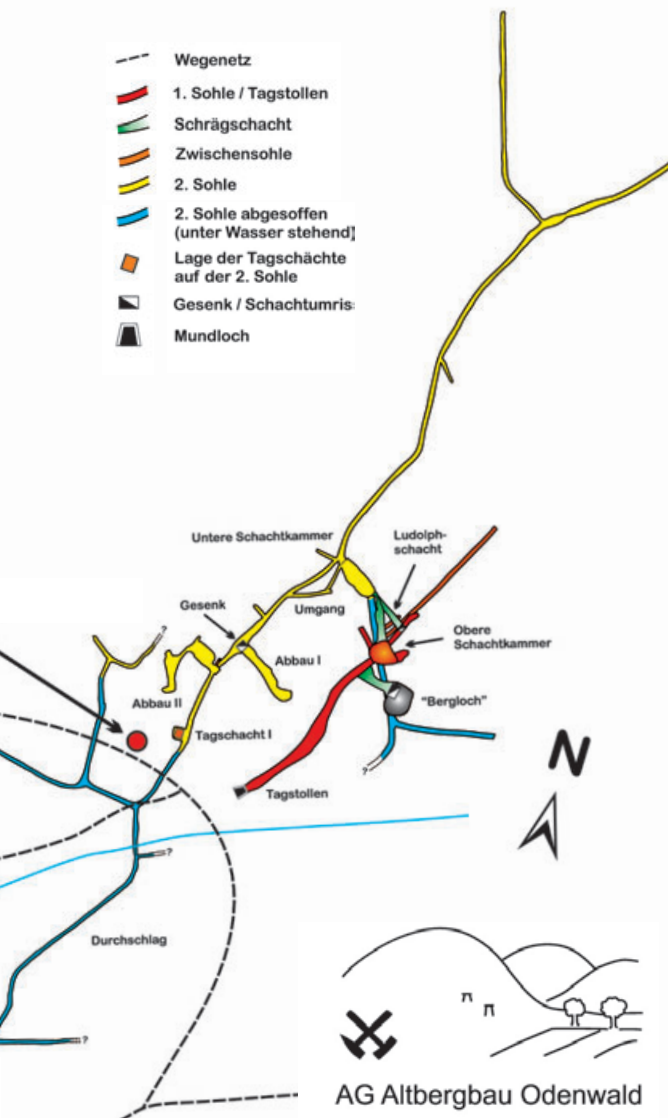 Wegenetz
1. Sohle / Tagstollen
Schrägschacht
Zwischensohle
2. Sohle
2. Sohle abgesoffen
(unter Wasser stehend)
Lage der Tagschächte
auf der 2. Sohle
Gesenk / Schachtumris
Mundloch
Untere Schachtkammer
Ludolph-
schacht
Gesenk
Umgang
Obere
Schachtkammer
?
Abbau I
Abbau II
"Bergloch"
Tagschacht I
N
?
Tagstollen
?
Durchschlag
?
AG Altbergbau Odenwald